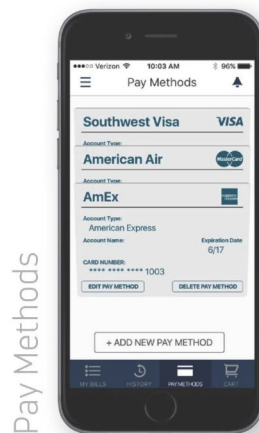 Pay Methods
Verizon 10:03 AM 96%
Pay Methods
Southwest Visa VISA
Account Type:
American Air MasterCard
Account Type:
AmEx
Account Type:
American Express
Account Name: Expiration Date
6/17
CARD NUMBER:
**** **** **** 1003
EDIT PAY METHOD DELETE PAY METHOD
+ ADD NEW PAY METHOD
MY BILLS HISTORY PAY METHODS CART